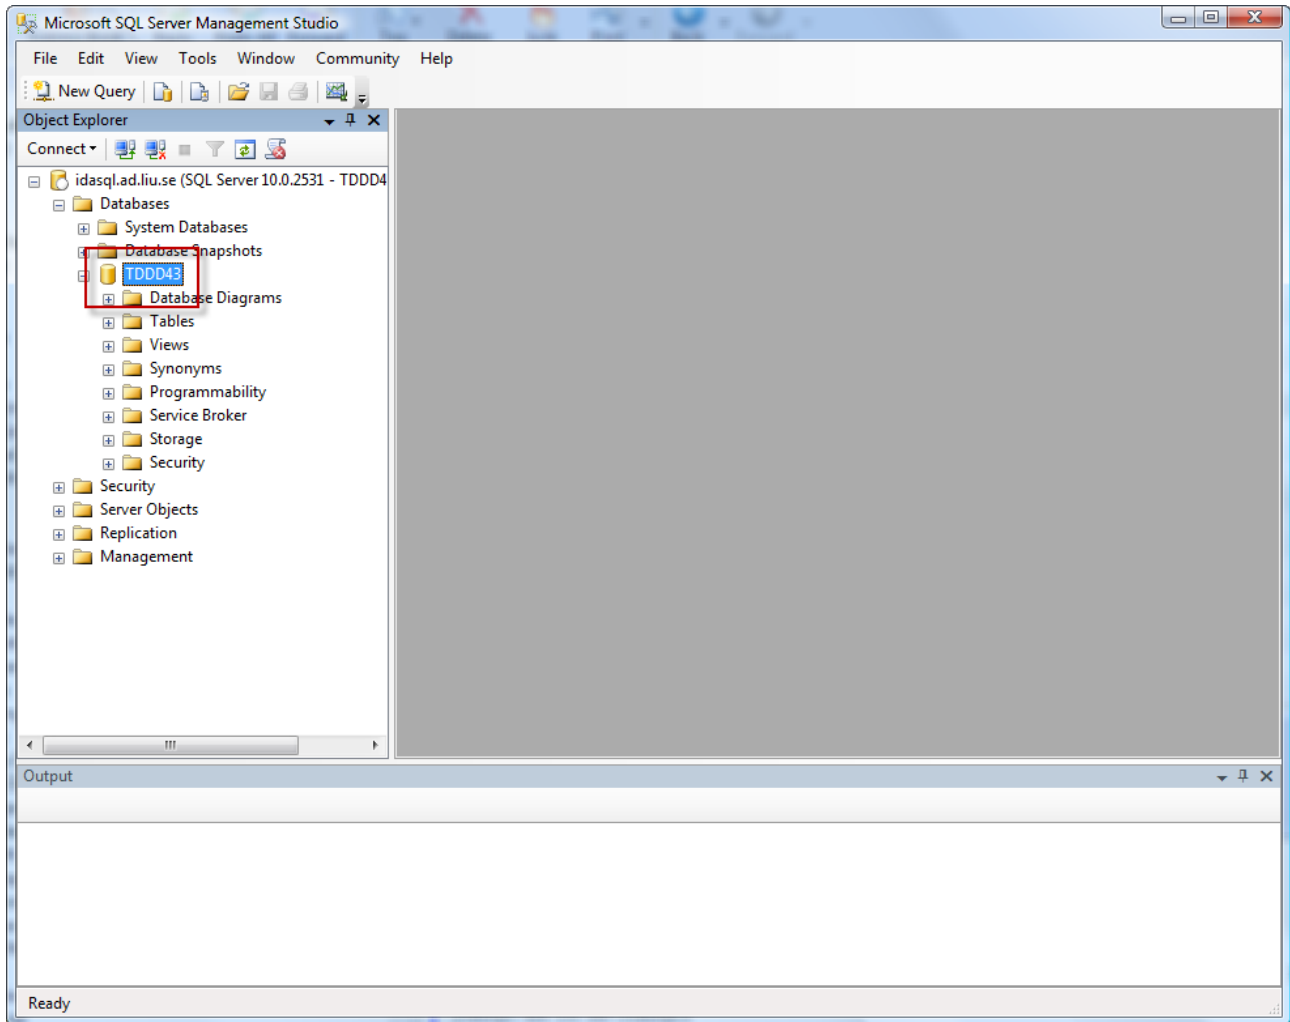 Microsoft SQL Server Management Studio
File Edit View Tools Window Community Help
New Query
Object Explorer
Connect
idasql.ad.liu.se (SQL Server 10.0.2531 - TDDD4
Databases
System Databases
Database Snapshots
TDDD43
Database Diagrams
Tables
Views
Synonyms
Programmability
Service Broker
Storage
Security
Security
Server Objects
Replication
Management
Output
Ready